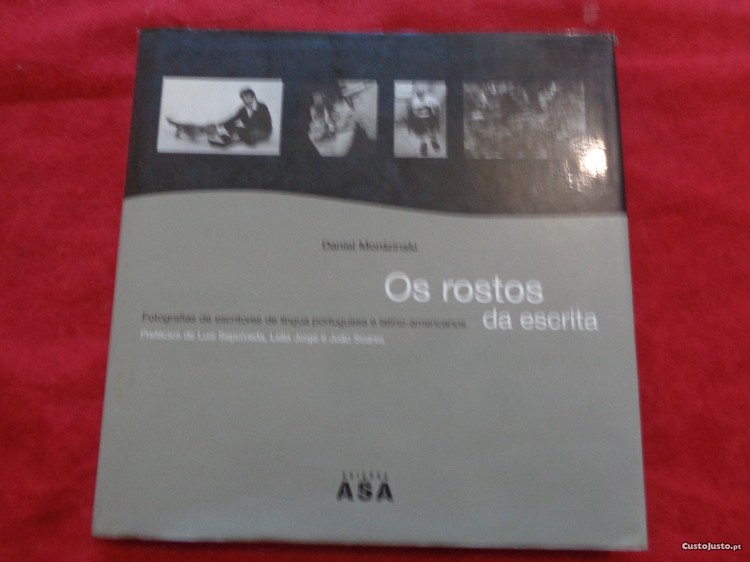 Daniel Mordzinski
Os rostos
da escrita
Fotografias de escritores de língua portuguesa e latino-americanos
Prefácios de Luis Sepúlveda, Lídia Jorge e João Soares
EDIÇÕES
ASA
CustoJusto.pt